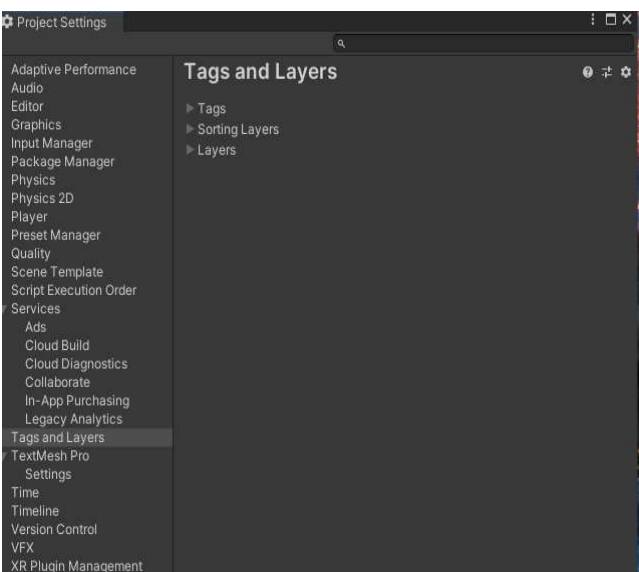 Project Settings
Adaptive Performance
Audio
Editor
Graphics
Input Manager
Package Manager
Physics
Physics 2D
Player
Preset Manager
Quality
Scene Template
Script Execution Order
Services
Ads
Cloud Build
Cloud Diagnostics
Collaborate
In-App Purchasing
Legacy Analytics
Tags and Layers
TextMesh Pro
Settings
Time
Timeline
Version Control
VFX
XR Plugin Management
Tags and Layers
Tags
Sorting Layers
Layers